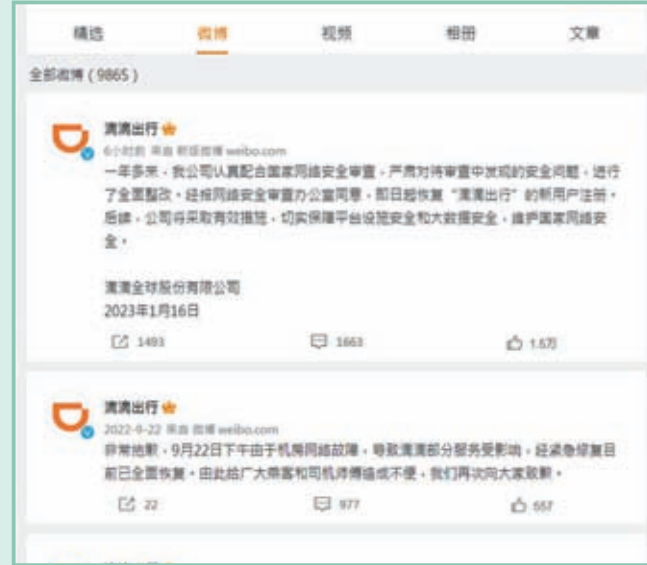 精选 微博 视频 相册 文章
全部微博（9865）
滴滴出行
6小时前 来自 新版微博 weibo.com
一年多来，我公司认真配合国家网络安全审查，严肃对待审查中发现的安全问题，进行
了全面整改。经报网络安全审查办公室同意，即日起恢复“滴滴出行”的新用户注册。
后续，公司将采取有效措施，切实保障平台设施安全和大数据安全，维护国家网络安
全。
滴滴全球股份有限公司
2023年1月16日
1493 1663 1.5万
滴滴出行
2022-9-22 来自 微博 weibo.com
非常抱歉，9月22日下午由于机房网络故障，导致滴滴部分服务受影响，经紧急修复目
前已全面恢复。由此给广大乘客和司机师傅造成不便，我们再次向大家致歉。
22 977 557